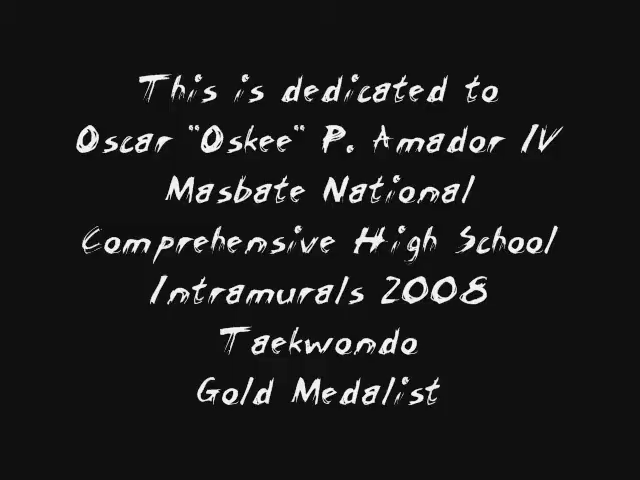 This is dedicated to
Oscar "Oskee" P. Amador IV
Masbate National
Comprehensive High School
Intramurals 2008
Taekwondo
Gold Medalist